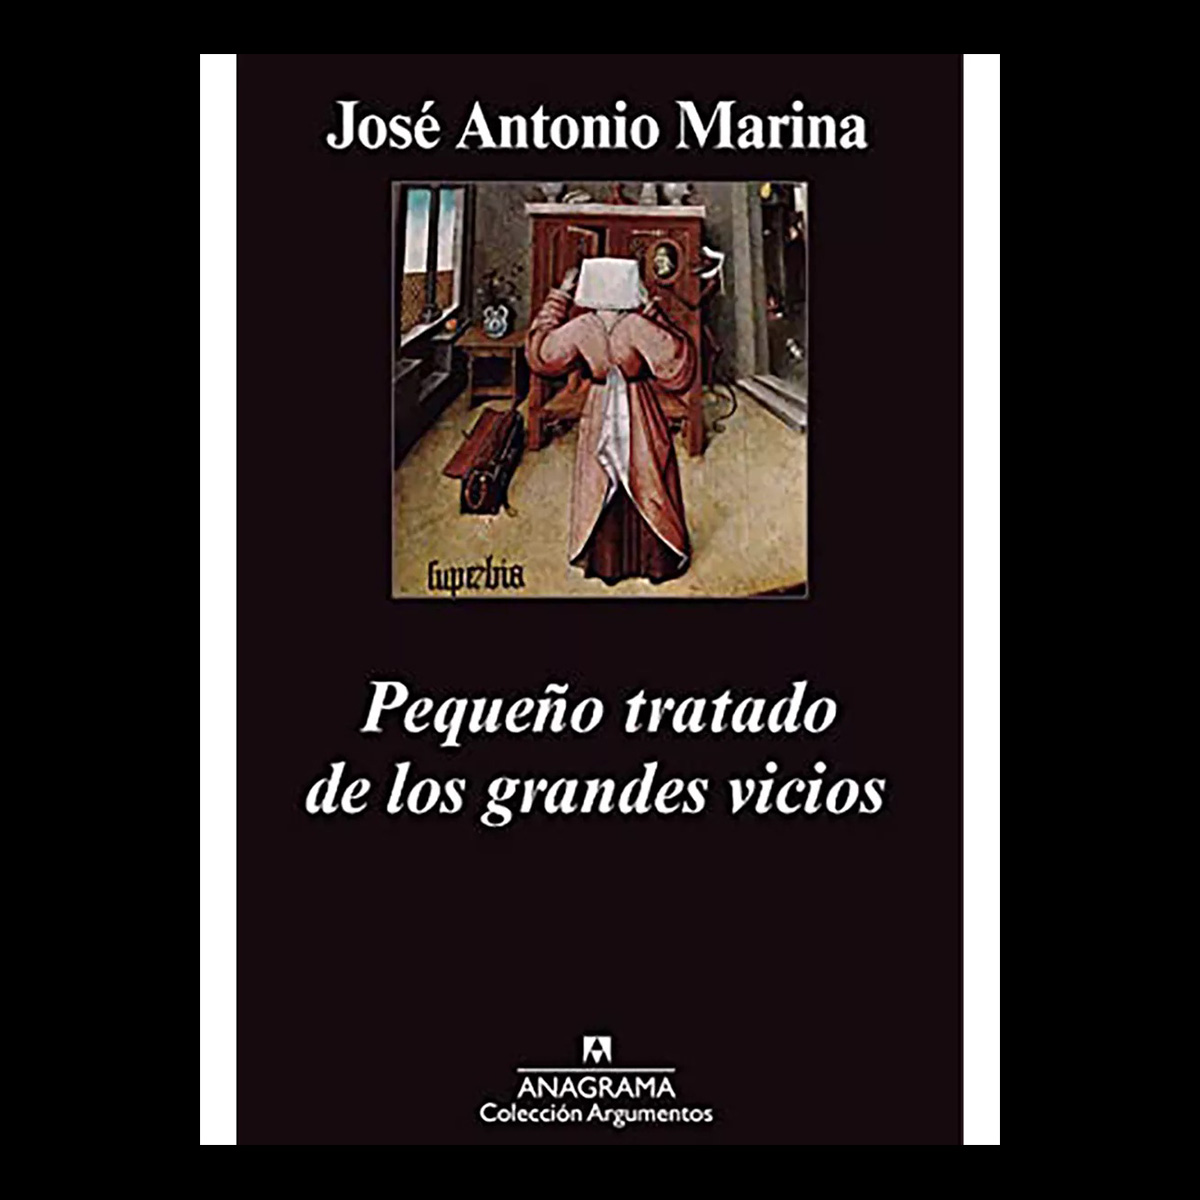 José Antonio Marina
superbia
Pequeño tratado
de los grandes vicios
ANAGRAMA
Colección Argumentos